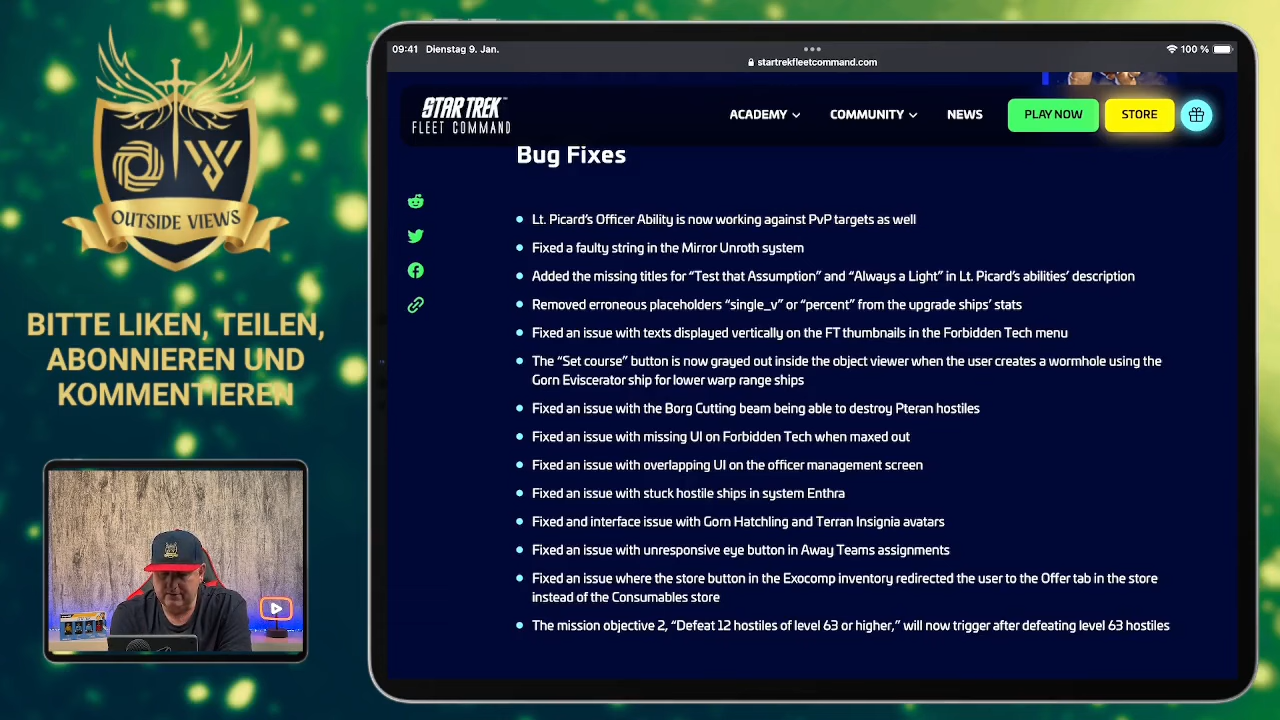 OUTSIDE VIEWS
BITTE LIKEN, TEILEN,
ABONNIEREN UND
KOMMENTIEREN
09:41 Dienstag 9. Jan.
100 %
startrekfleetcommand.com
STAR TREK
FLEET COMMAND
ACADEMY
COMMUNITY
NEWS
PLAY NOW
STORE
Bug Fixes
Lt. Picard's Officer Ability is now working against PvP targets as well
Fixed a faulty string in the Mirror Unroth system
Added the missing titles for “Test that Assumption” and “Always a Light” in Lt. Picard's abilities' description
Removed erroneous placeholders “single_v” or “percent” from the upgrade ships' stats
Fixed an issue with texts displayed vertically on the FT thumbnails in the Forbidden Tech menu
The “Set course” button is now grayed out inside the object viewer when the user creates a wormhole using the
Gorn Eviscerator ship for lower warp range ships
Fixed an issue with the Borg Cutting beam being able to destroy Pteran hostiles
Fixed an issue with missing UI on Forbidden Tech when maxed out
Fixed an issue with overlapping UI on the officer management screen
Fixed an issue with stuck hostile ships in system Enthra
Fixed and interface issue with Gorn Hatchling and Terran Insignia avatars
Fixed an issue with unresponsive eye button in Away Teams assignments
Fixed an issue where the store button in the Exocomp inventory redirected the user to the Offer tab in the store
instead of the Consumables store
The mission objective 2, “Defeat 12 hostiles of level 63 or higher,” will now trigger after defeating level 63 hostiles